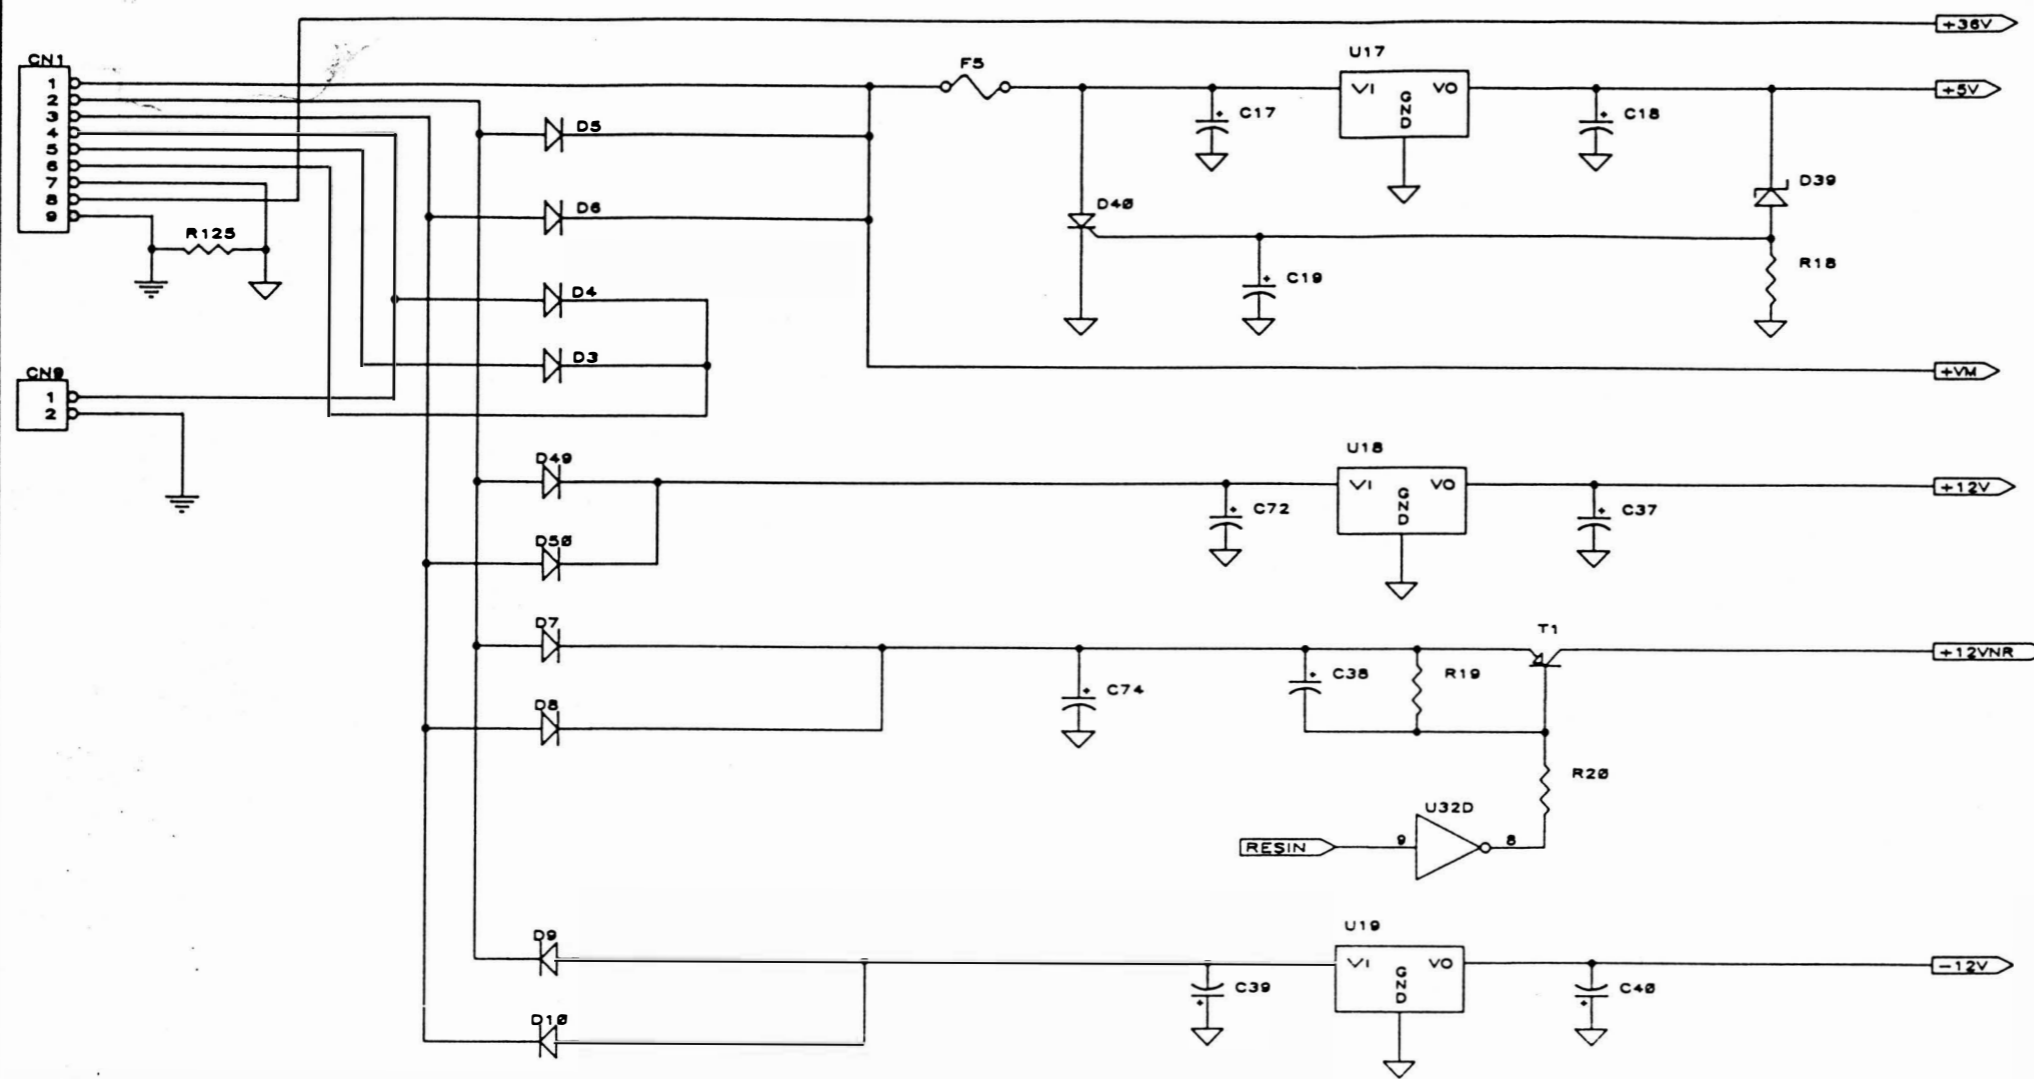 +36V
CN1
U17
F5
1
2
3
4
5
6
7
8
9
VI
GND
VO
+5V
C17
C18
D5
D39
D40
D6
R125
R18
C19
D4
D3
+VM
CN9
1
2
U18
D49
VI
GND
VO
+12V
C72
C37
D50
D7
T1
+12VNR
C38
R19
C74
D8
R20
U32D
RESIN
9
8
U19
D9
VI
GND
VO
-12V
C39
C40
D10